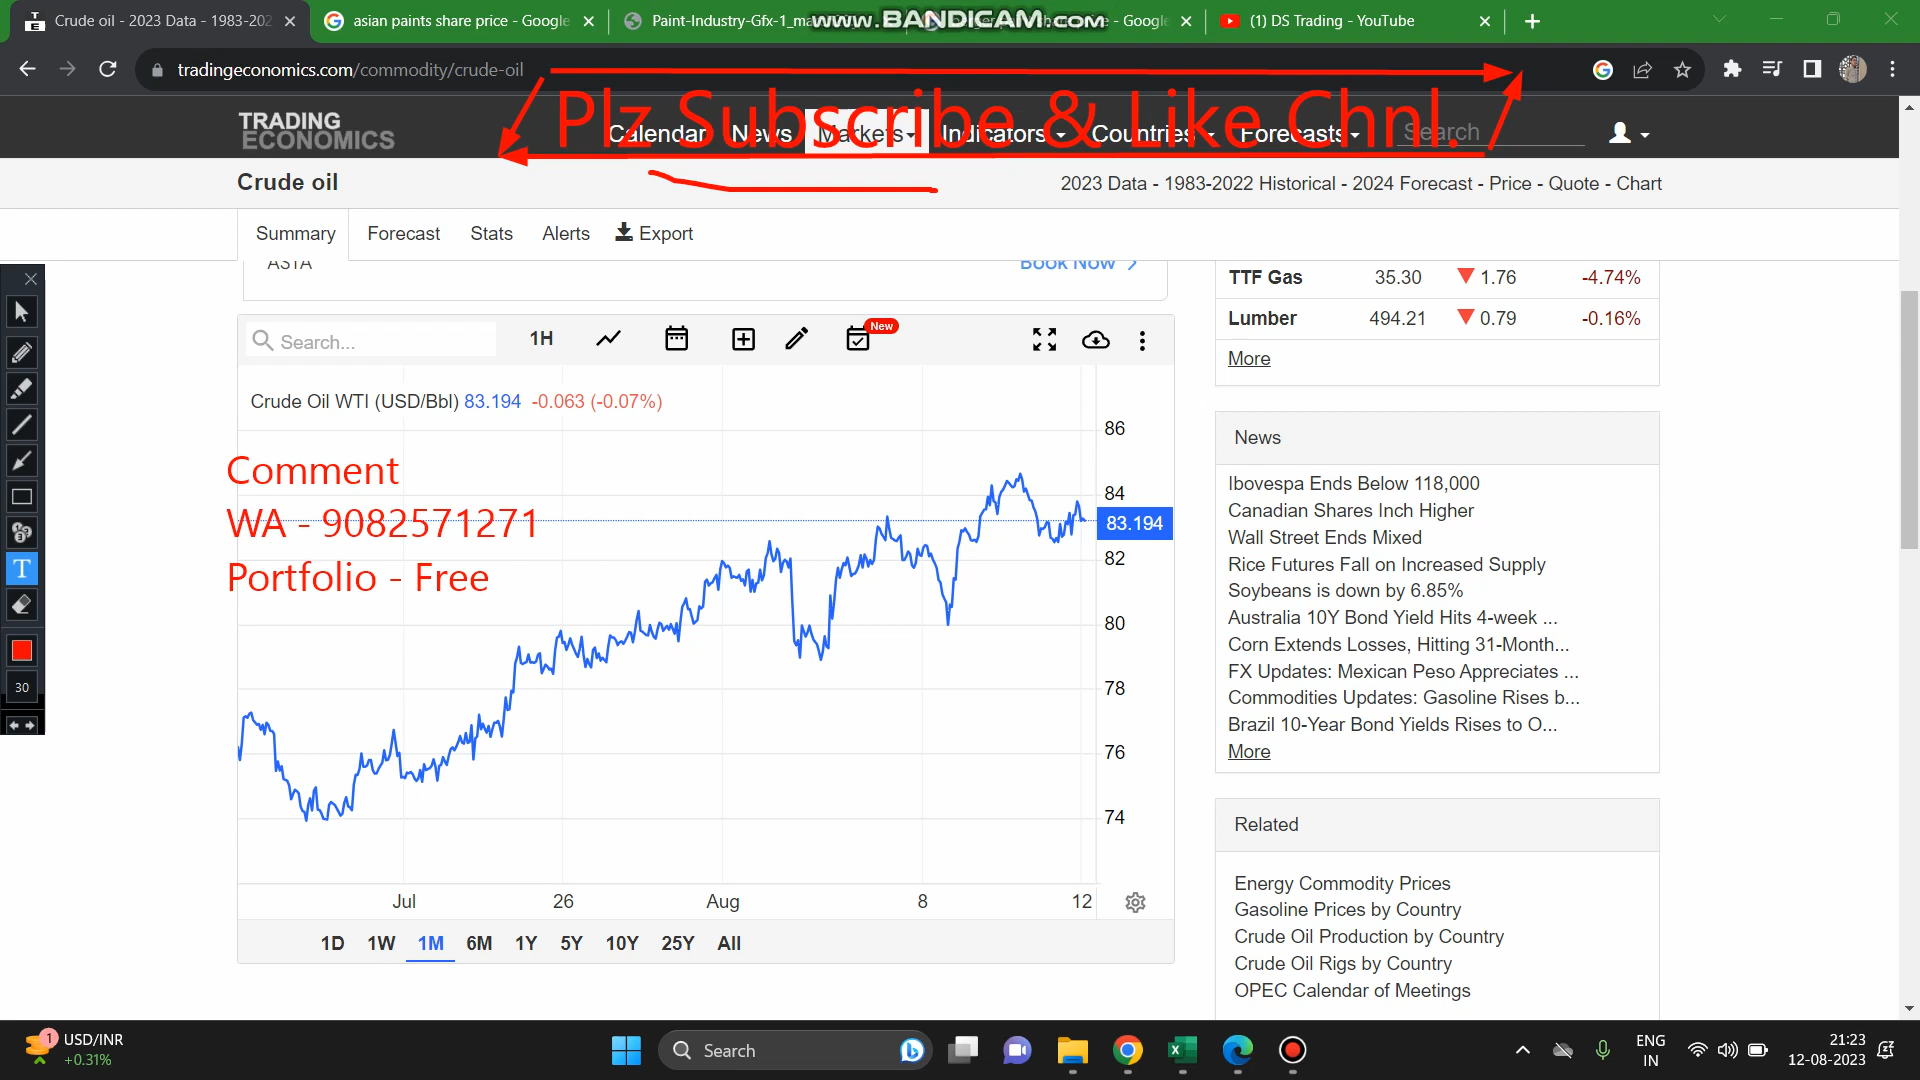 Crude oil - 2023 Data - 1983-202
asian paints share price - Google
Paint-Industry-Gfx-1_ma
www.BANDICAM.com
- Google
(1) DS Trading - YouTube
tradingeconomics.com/commodity/crude-oil
Plz Subscribe & Like Chnl.
TRADING
ECONOMICS
Calendar
News
Markets
Indicators
Countries
Forecasts
Search
Crude oil
2023 Data - 1983-2022 Historical - 2024 Forecast - Price - Quote - Chart
Summary
Forecast
Stats
Alerts
Export
ASTA
Book Now
TTF Gas 35.30 1.76 -4.74%
Lumber 494.21 0.79 -0.16%
More
Search...
1H
New
Crude Oil WTI (USD/Bbl) 83.194 -0.063 (-0.07%)
Comment
WA - 9082571271
Portfolio - Free
86
84
83.194
82
80
78
76
74
Jul
26
Aug
8
12
1D
1W
1M
6M
1Y
5Y
10Y
25Y
All
News
Ibovespa Ends Below 118,000
Canadian Shares Inch Higher
Wall Street Ends Mixed
Rice Futures Fall on Increased Supply
Soybeans is down by 6.85%
Australia 10Y Bond Yield Hits 4-week ...
Corn Extends Losses, Hitting 31-Month...
FX Updates: Mexican Peso Appreciates ...
Commodities Updates: Gasoline Rises b...
Brazil 10-Year Bond Yields Rises to O...
More
Related
Energy Commodity Prices
Gasoline Prices by Country
Crude Oil Production by Country
Crude Oil Rigs by Country
OPEC Calendar of Meetings
T
30
1
USD/INR
+0.31%
Search
ENG
IN
21:23
12-08-2023